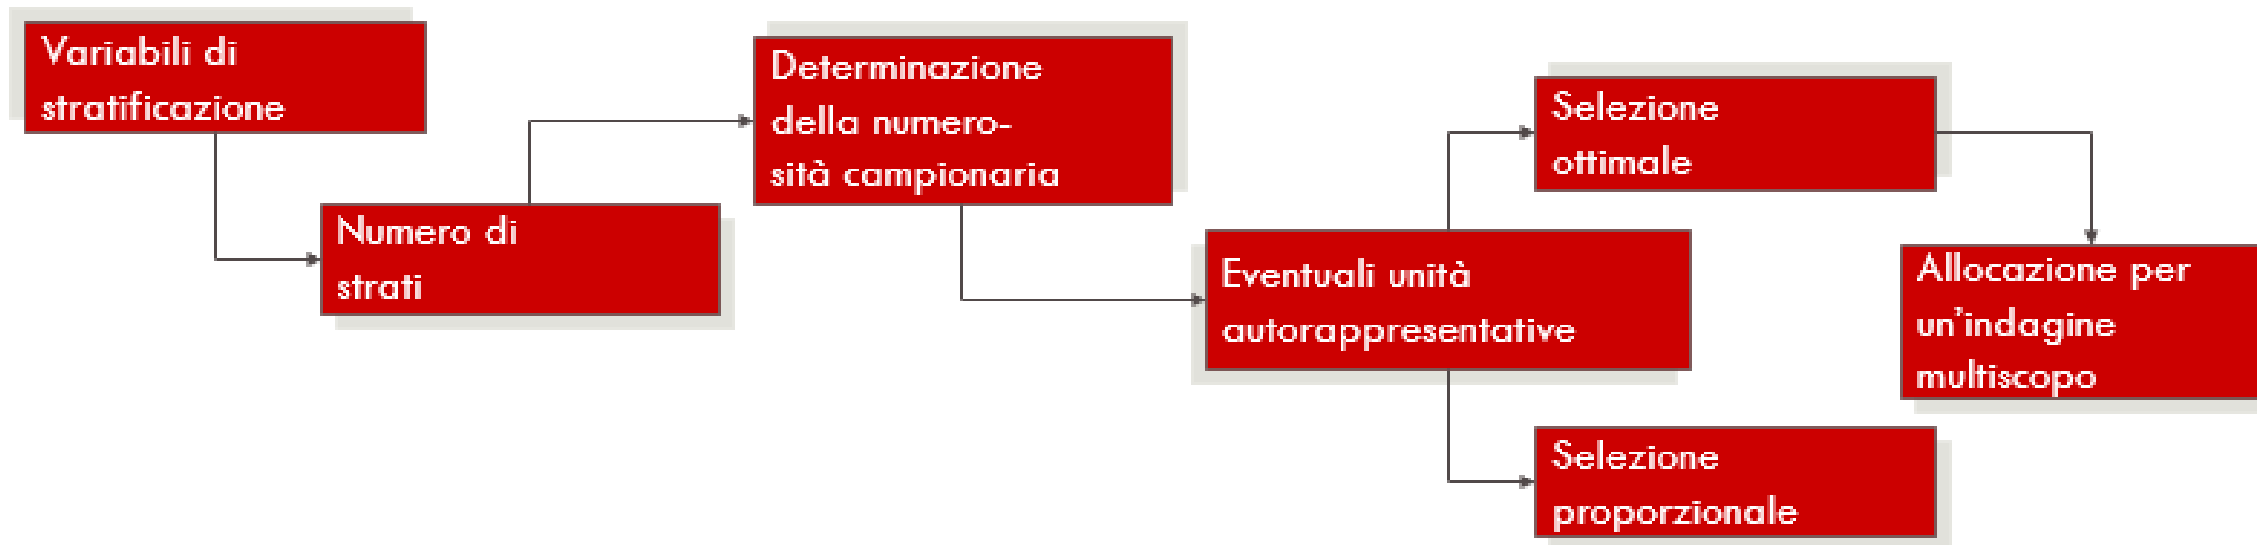 Variabili di
stratificazione
Numero di
strati
Determinazione
della numero-
sità campionaria
Eventuali unità
autorappresentative
Selezione
ottimale
Allocazione per
un'indagine
multiscopo
Selezione
proporzionale